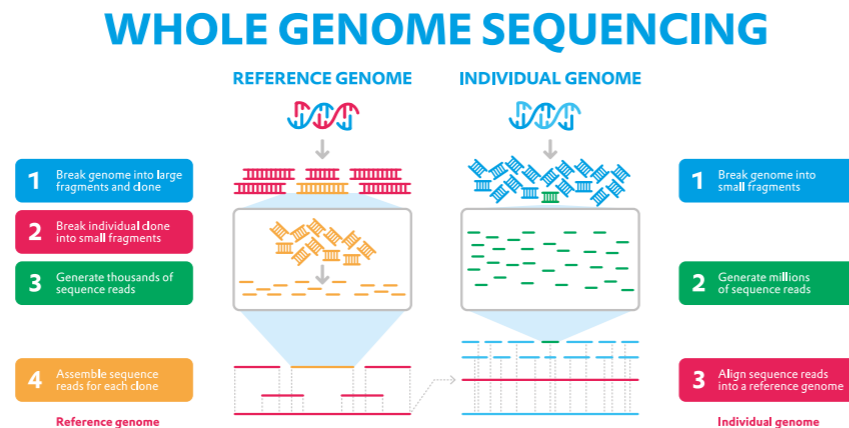 WHOLE GENOME SEQUENCING
REFERENCE GENOME
INDIVIDUAL GENOME
1
Break genome into large
fragments and clone
2
Break individual clone
into small fragments
3
Generate thousands of
sequence reads
4
Assemble sequence
reads for each clone
Reference genome
1
Break genome into
small fragments
2
Generate millions
of sequence reads
3
Align sequence reads
into a reference genome
Individual genome